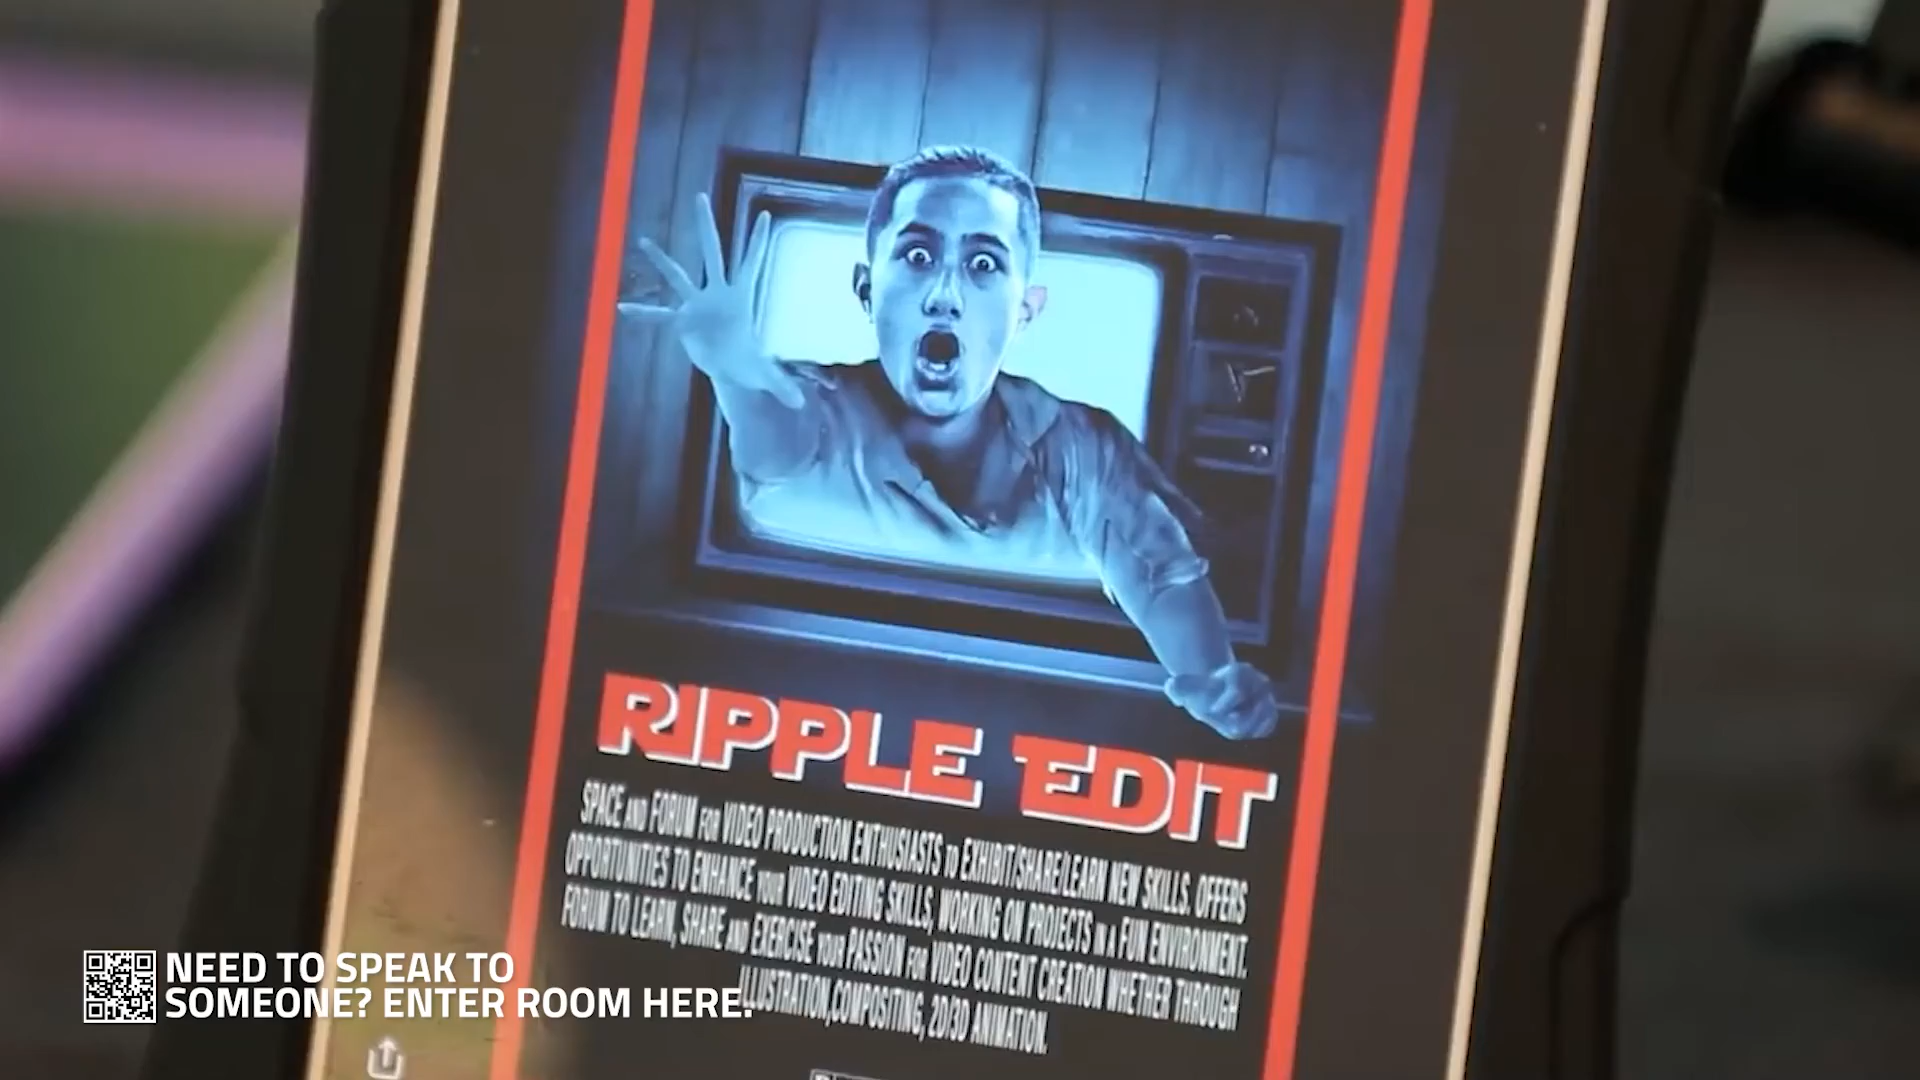 RIPPLE EDIT
SPACE AND FORUM FOR VIDEO PRODUCTION ENTHUSIASTS TO EXHIBIT/SHARE/LEARN NEW SKILLS. OFFERS
OPPORTUNITIES TO ENHANCE YOUR VIDEO EDITING SKILLS, WORKING ON PROJECTS IN A FUN ENVIRONMENT.
FORUM TO LEARN, SHARE AND EXERCISE YOUR PASSION FOR VIDEO CONTENT CREATION WHETHER THROUGH
ILLUSTRATION,COMPOSITING, 2D/3D ANIMATION.
NEED TO SPEAK TO
SOMEONE? ENTER ROOM HERE.